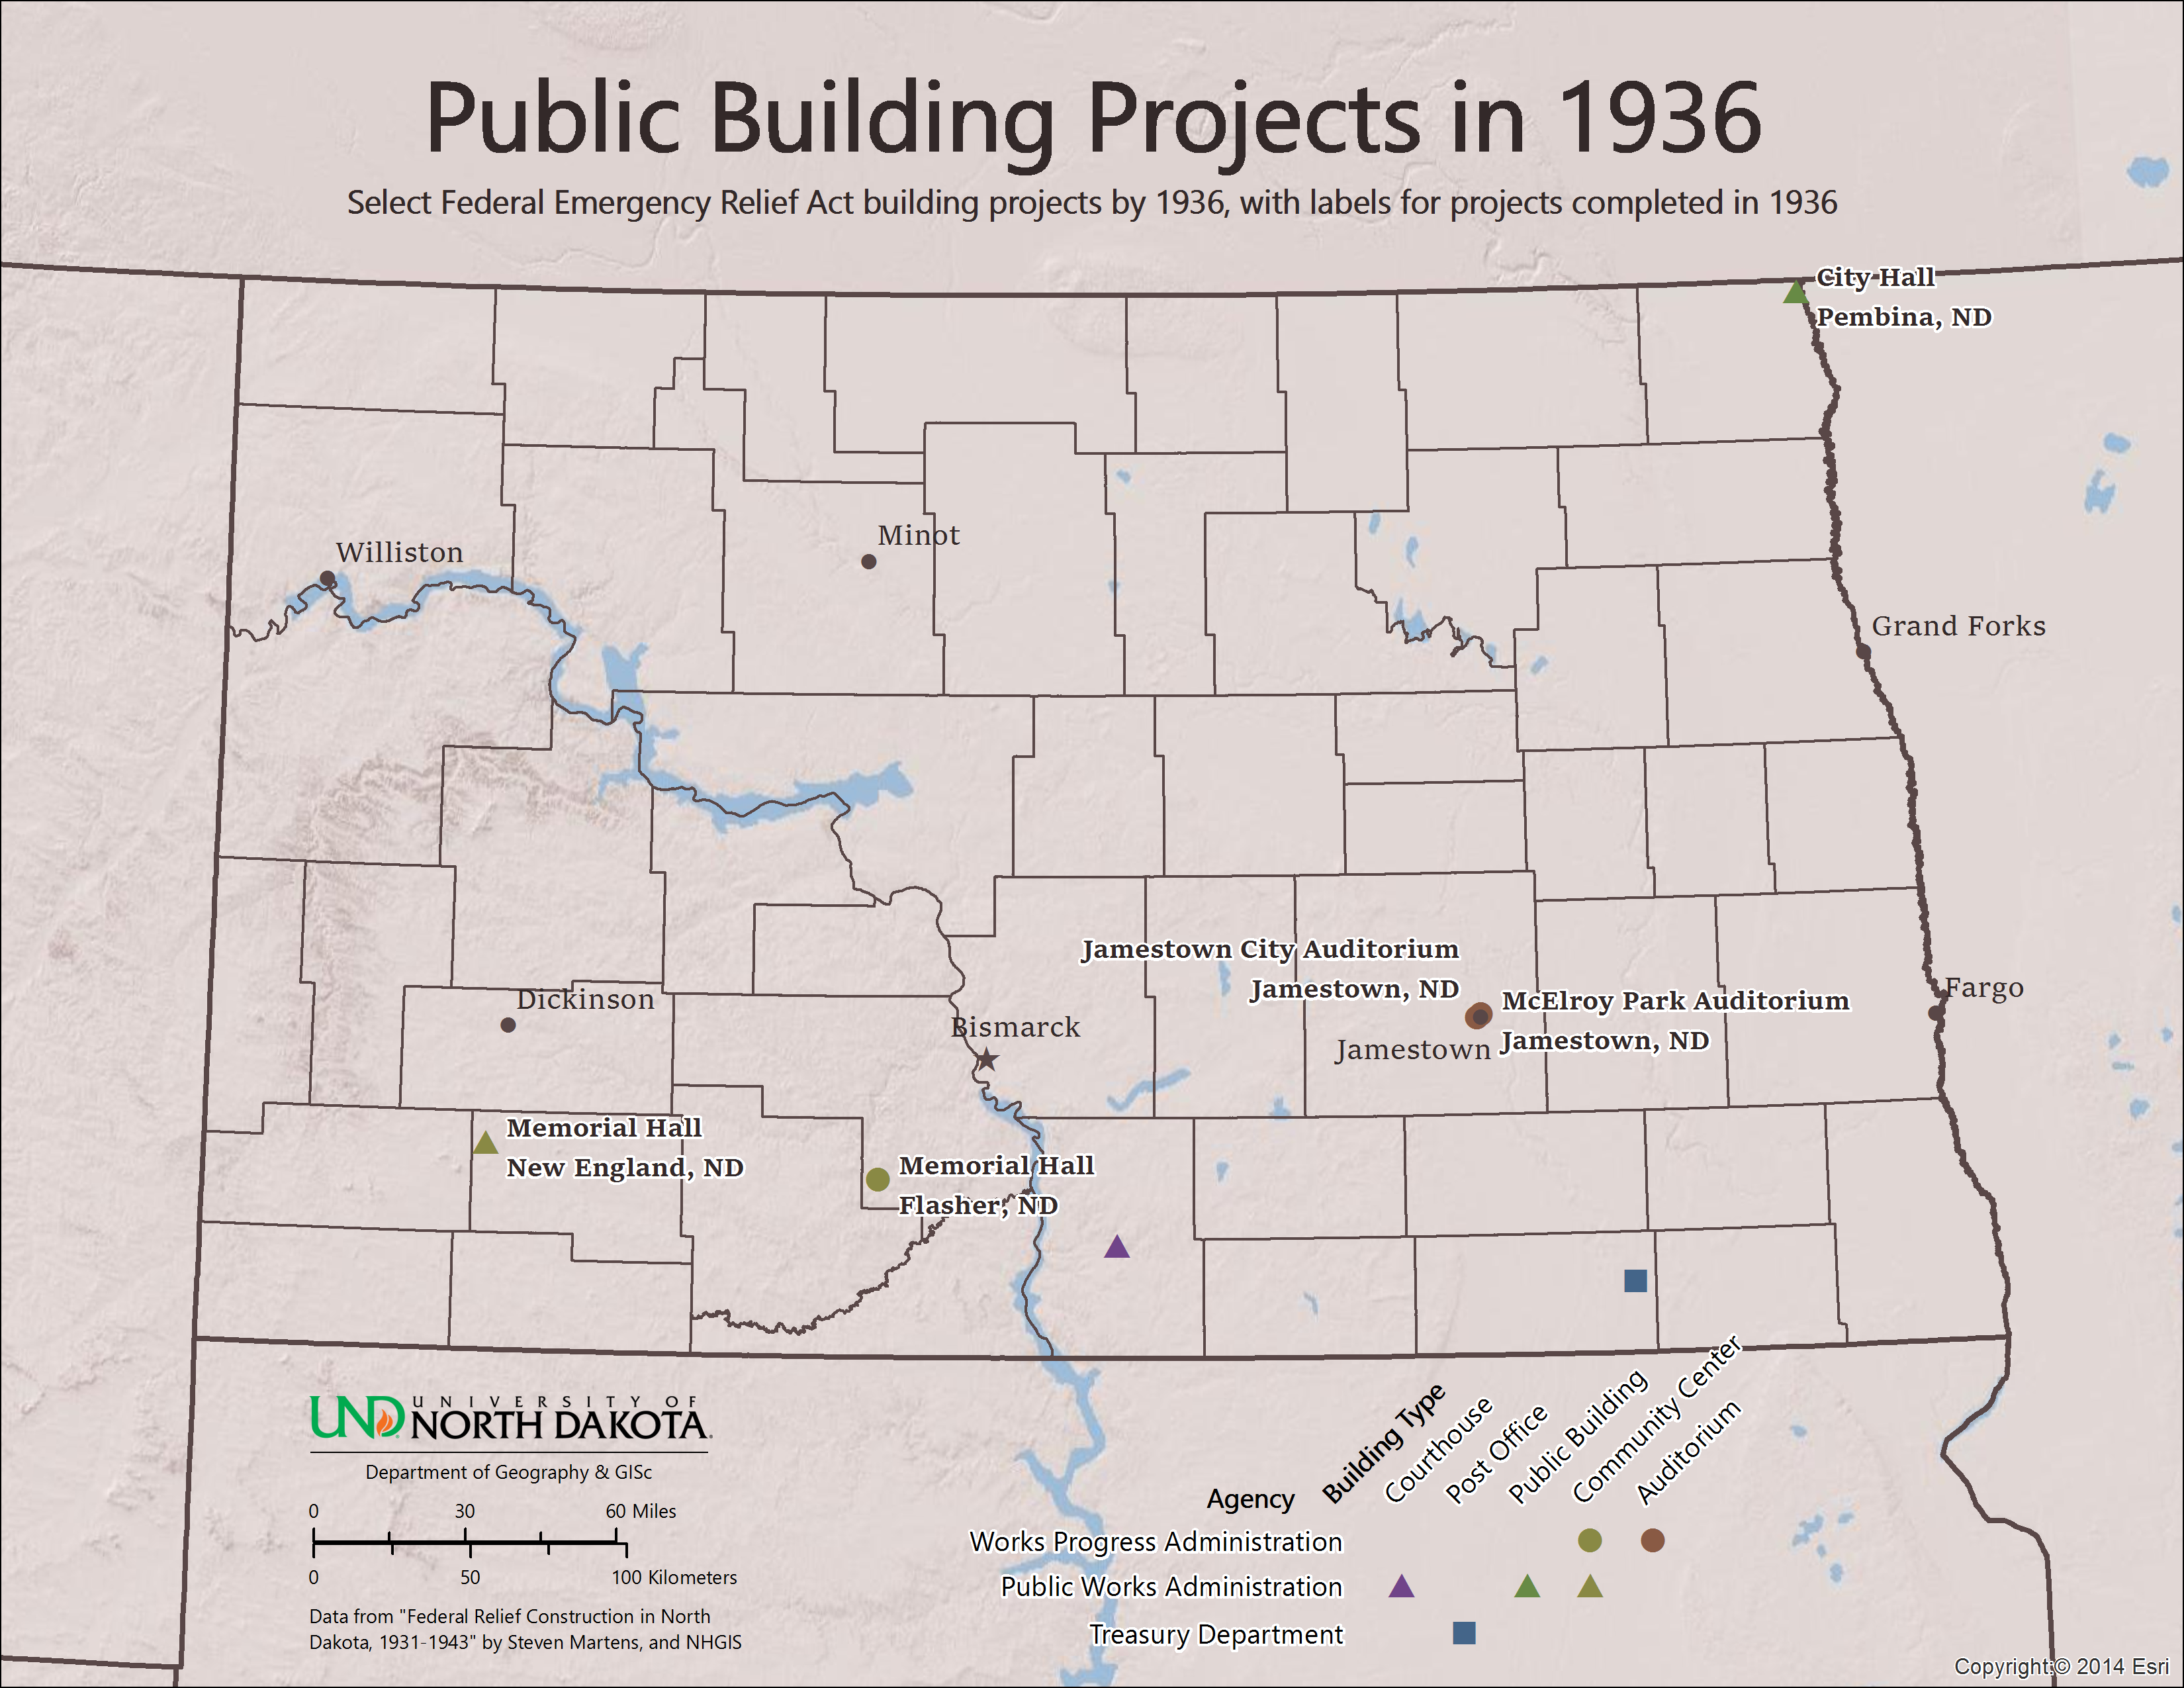 Public Building Projects in 1936
Select Federal Emergency Relief Act building projects by 1936, with labels for projects completed in 1936
City Hall
Pembina, ND
Minot
Williston
Grand Forks
Jamestown City Auditorium
Jamestown, ND
Fargo
Dickinson
McElroy Park Auditorium
Jamestown, ND
Bismarck
Jamestown
Memorial Hall
New England, ND
Memorial Hall
Flasher, ND
UND UNIVERSITY OF
NORTH DAKOTA.
Department of Geography & GISc
0 30 60 Miles
0 50 100 Kilometers
Data from "Federal Relief Construction in North
Dakota, 1931-1943" by Steven Martens, and NHGIS
Agency
Building Type
Courthouse
Post Office
Public Building
Community Center
Auditorium
Works Progress Administration
Public Works Administration
Treasury Department
Copyright:© 2014 Esri